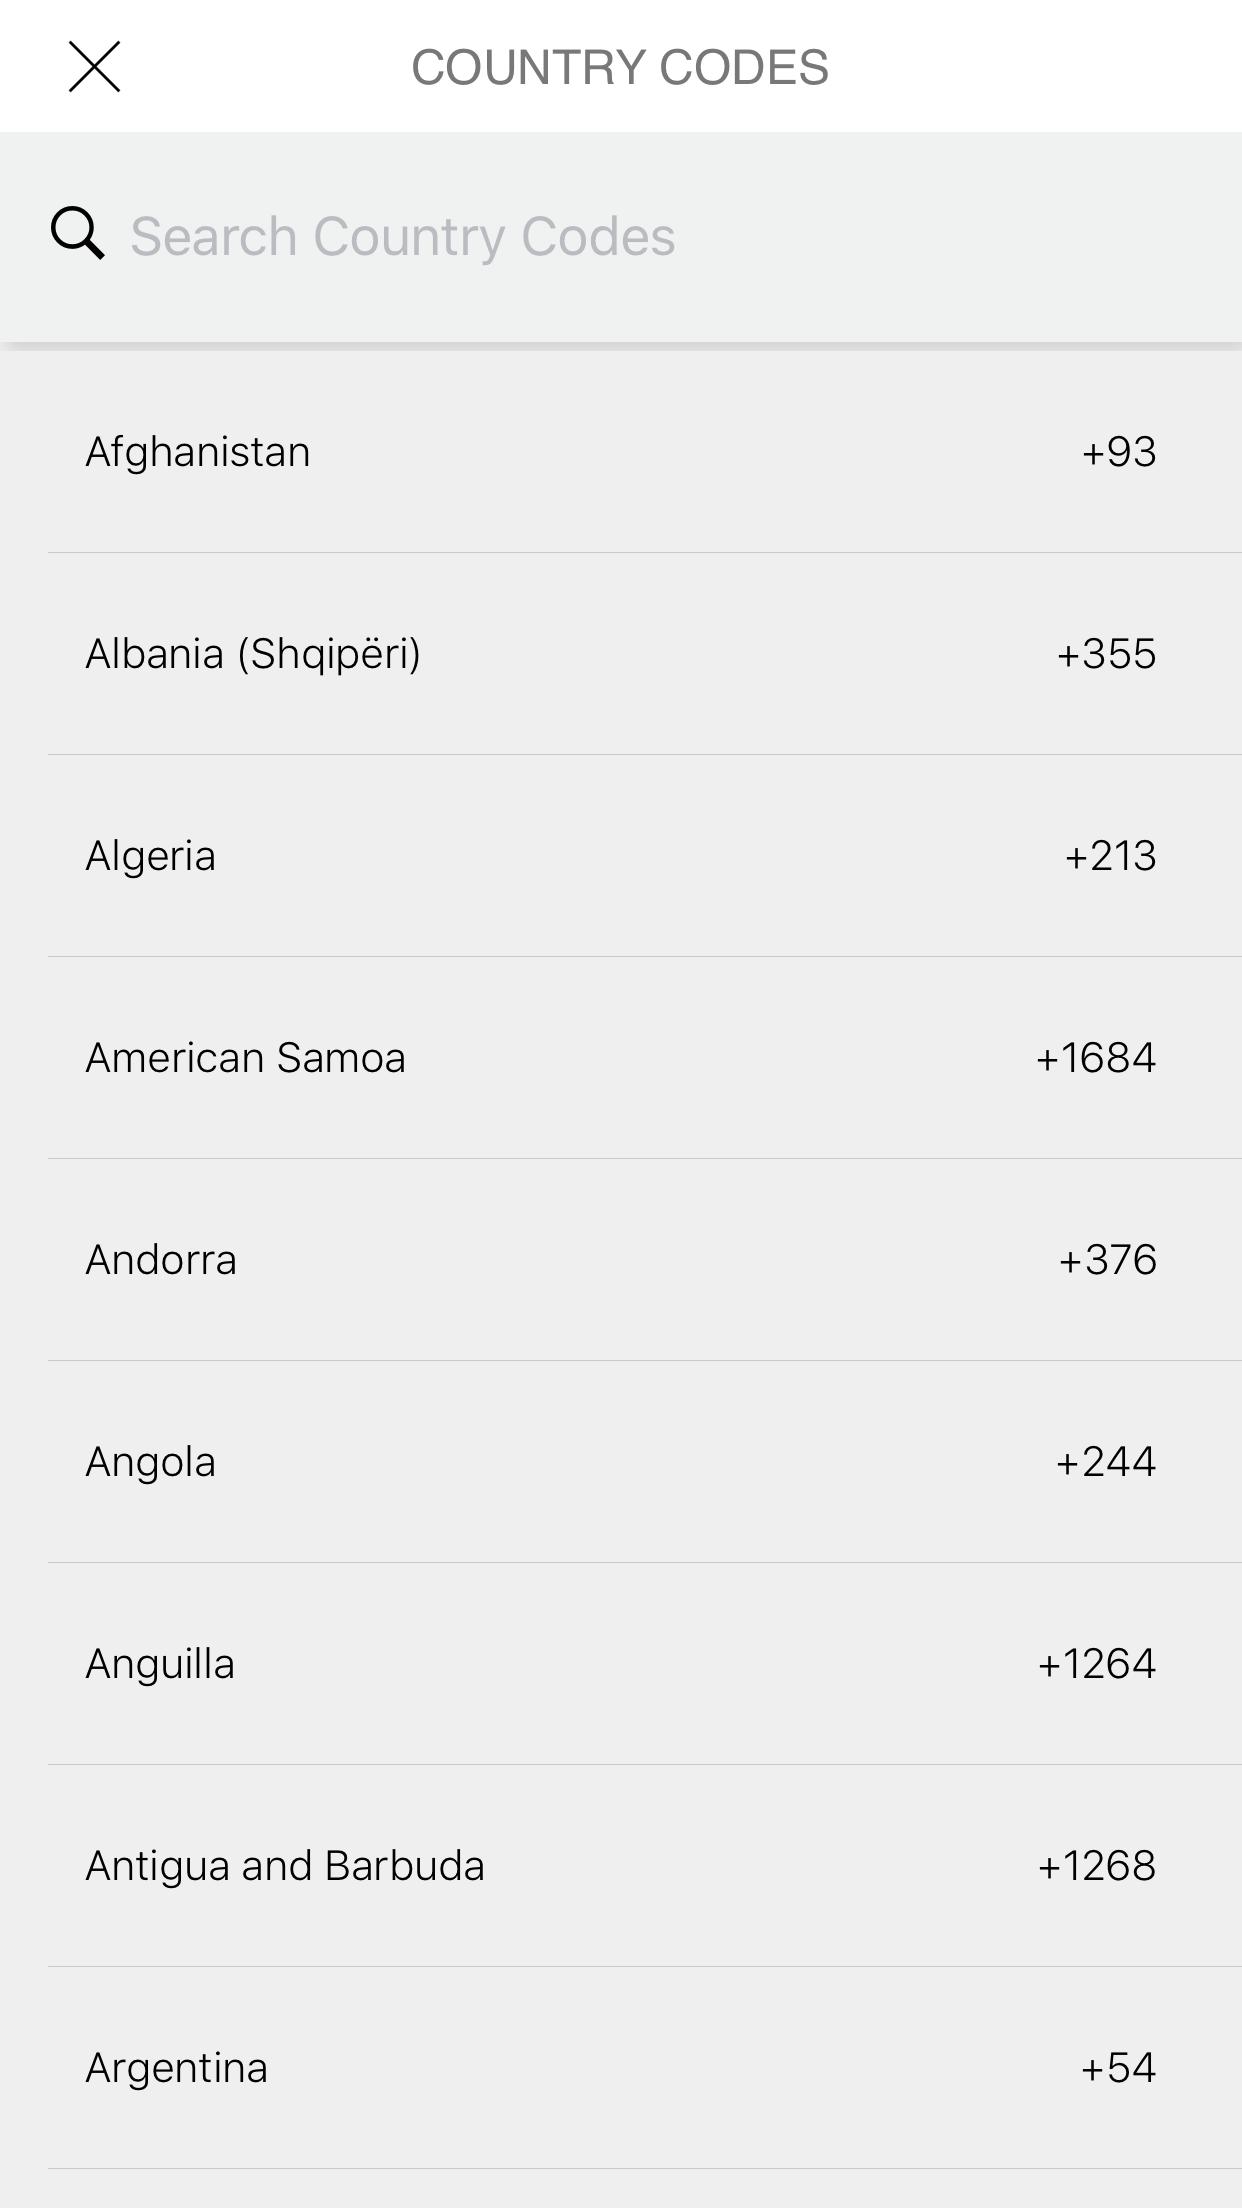 COUNTRY CODES
Search Country Codes
Afghanistan +93
Albania (Shqipëri) +355
Algeria +213
American Samoa +1684
Andorra +376
Angola +244
Anguilla +1264
Antigua and Barbuda +1268
Argentina +54